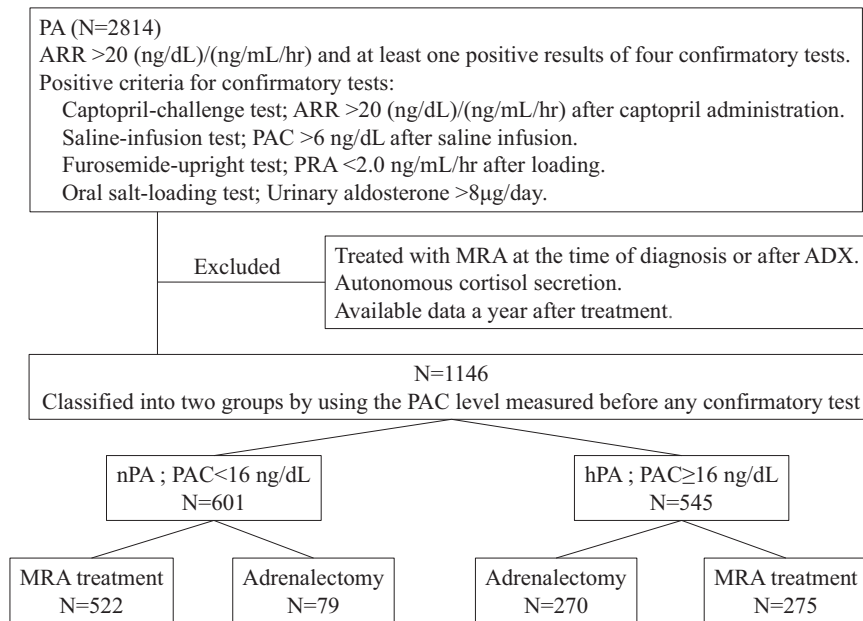 PA (N=2814)
ARR >20 (ng/dL)/(ng/mL/hr) and at least one positive results of four confirmatory tests.
Positive criteria for confirmatory tests:
Captopril-challenge test; ARR >20 (ng/dL)/(ng/mL/hr) after captopril administration.
Saline-infusion test; PAC >6 ng/dL after saline infusion.
Furosemide-upright test; PRA <2.0 ng/mL/hr after loading.
Oral salt-loading test; Urinary aldosterone >8μg/day.
Excluded
Treated with MRA at the time of diagnosis or after ADX.
Autonomous cortisol secretion.
Available data a year after treatment.
N=1146
Classified into two groups by using the PAC level measured before any confirmatory test
nPA ; PAC<16 ng/dL
N=601
hPA ; PAC≥16 ng/dL
N=545
MRA treatment
N=522
Adrenalectomy
N=79
Adrenalectomy
N=270
MRA treatment
N=275